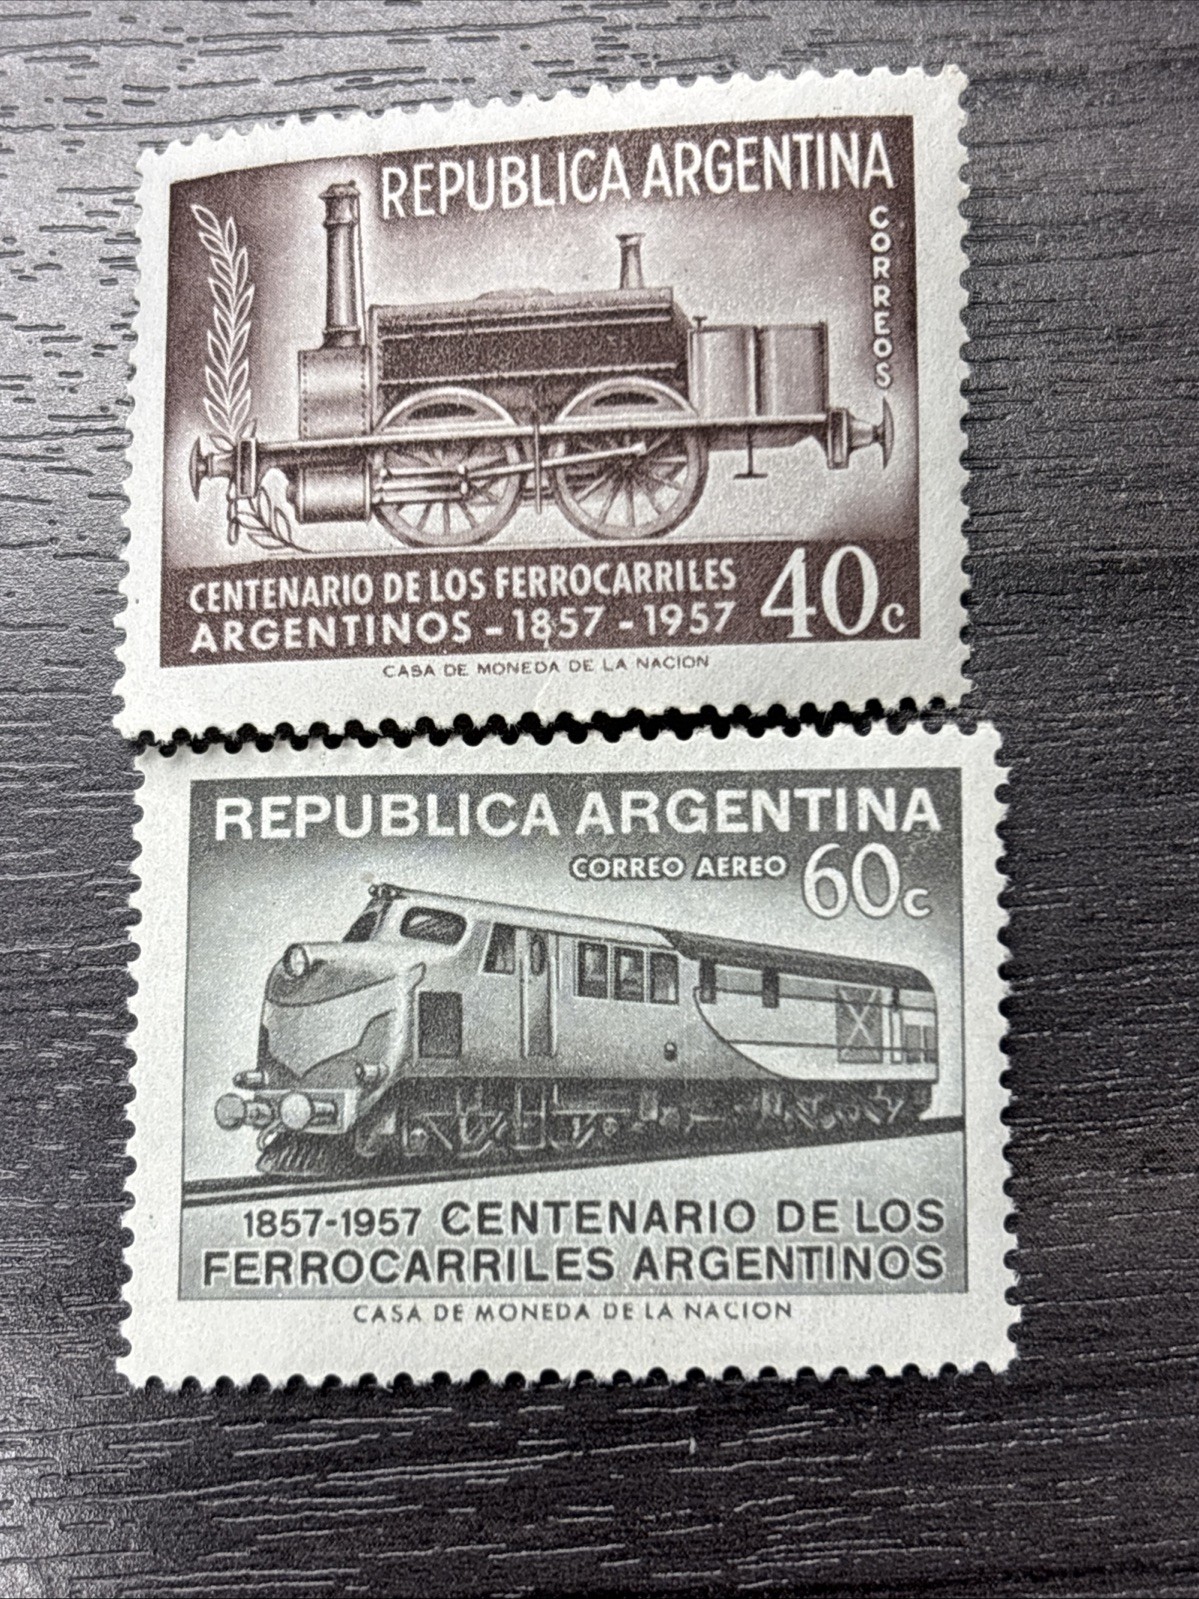 REPUBLICA ARGENTINA
CORREOS
CENTENARIO DE LOS FERROCARRILES
ARGENTINOS - 1857 - 1957
40c
CASA DE MONEDA DE LA NACION
REPUBLICA ARGENTINA
CORREO AEREO 60c
1857-1957 CENTENARIO DE LOS
FERROCARRILES ARGENTINOS
CASA DE MONEDA DE LA NACION